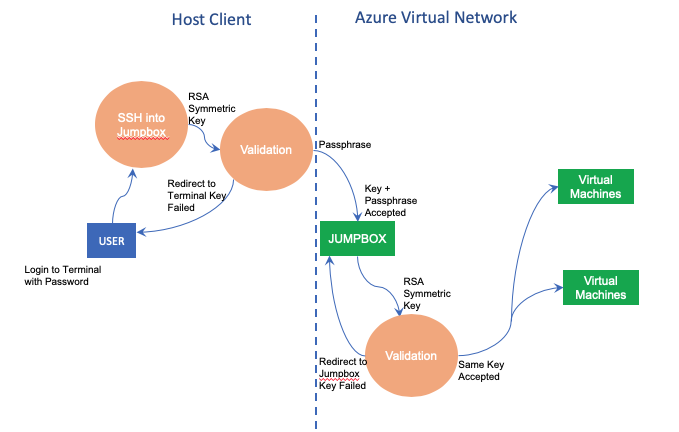 Host Client
Azure Virtual Network
SSH into
Jumpbox
RSA
Symmetric
Key
Validation
Passphrase
Redirect to
Terminal Key
Failed
Key +
Passphrase
Accepted
Virtual
Machines
USER
JUMPBOX
Login to Terminal
with Password
RSA
Symmetric
Key
Virtual
Machines
Validation
Redirect to
Jumpbox
Key Failed
Same Key
Accepted